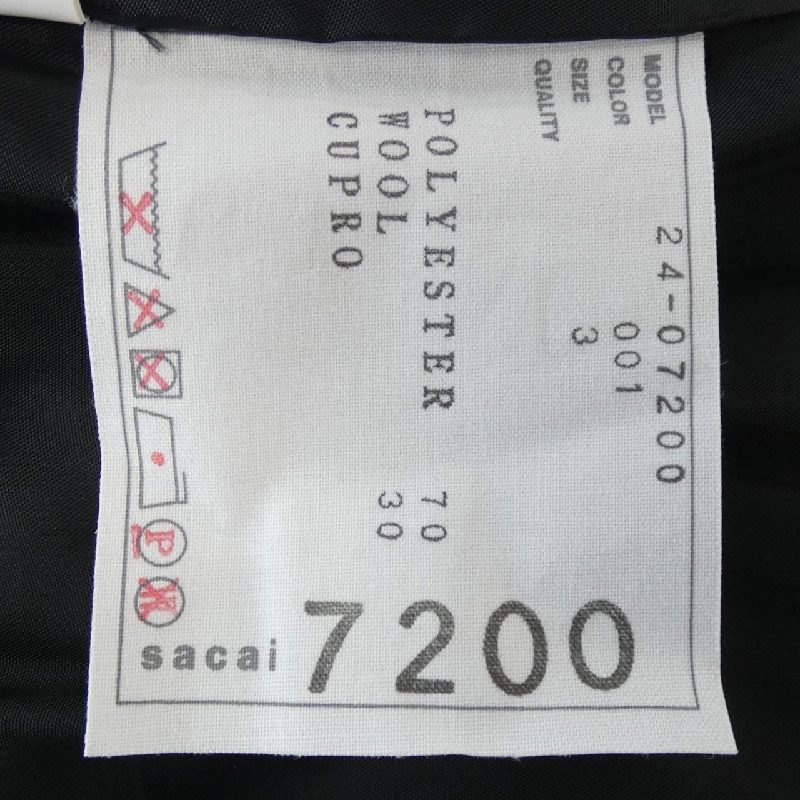 MODEL 24-07200
COLOR 001
SIZE 3
QUALITY
POLYESTER 70
WOOL 30
CUPRO
P
W
sacai 7200